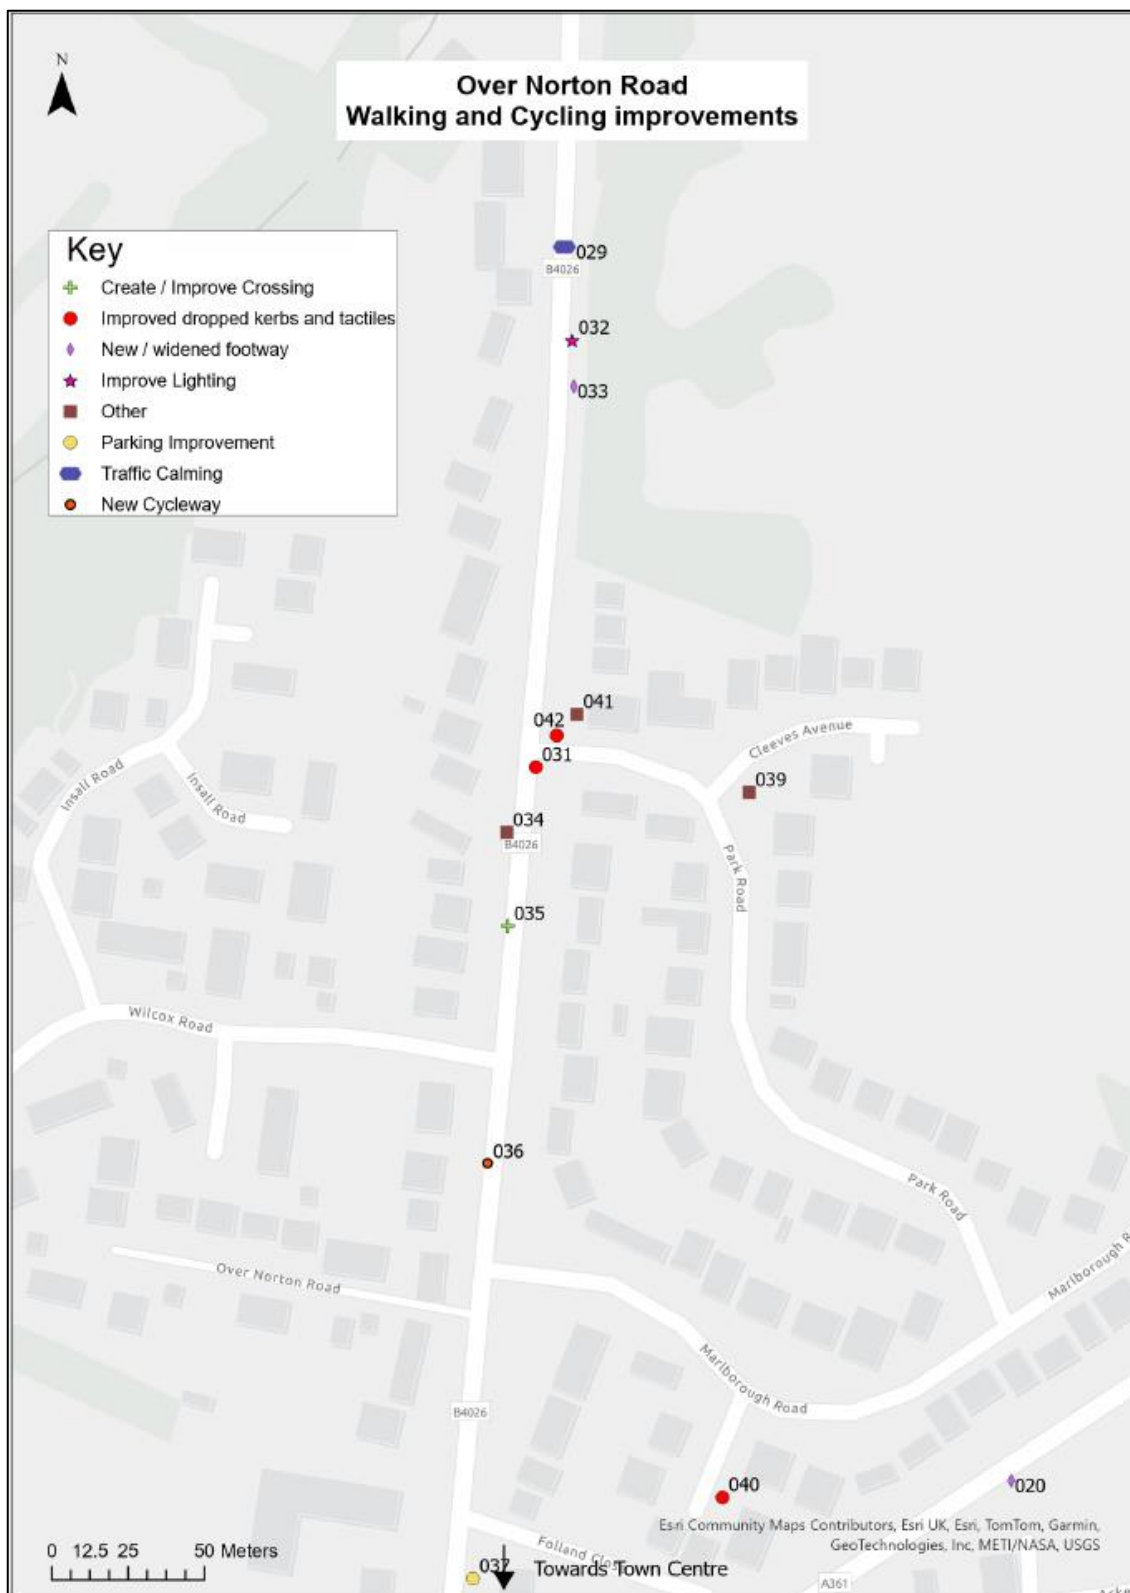 N
Over Norton Road
Walking and Cycling improvements
Key
Create / Improve Crossing
Improved dropped kerbs and tactiles
New / widened footway
Improve Lighting
Other
Parking Improvement
Traffic Calming
New Cycleway
029
B4026
032
033
041
042
031
Cleeves Avenue
039
Insall Road
Insall Road
034
B4026
Park Road
035
Wilcox Road
036
Park Road
Over Norton Road
Marlborough R
Marlborough Road
B4026
040
020
Esri Community Maps Contributors, Esri UK, Esri, TomTom, Garmin,
GeoTechnologies, Inc, METI/NASA, USGS
0 12.5 25 50 Meters
Folland Clos
037
Towards Town Centre
A361